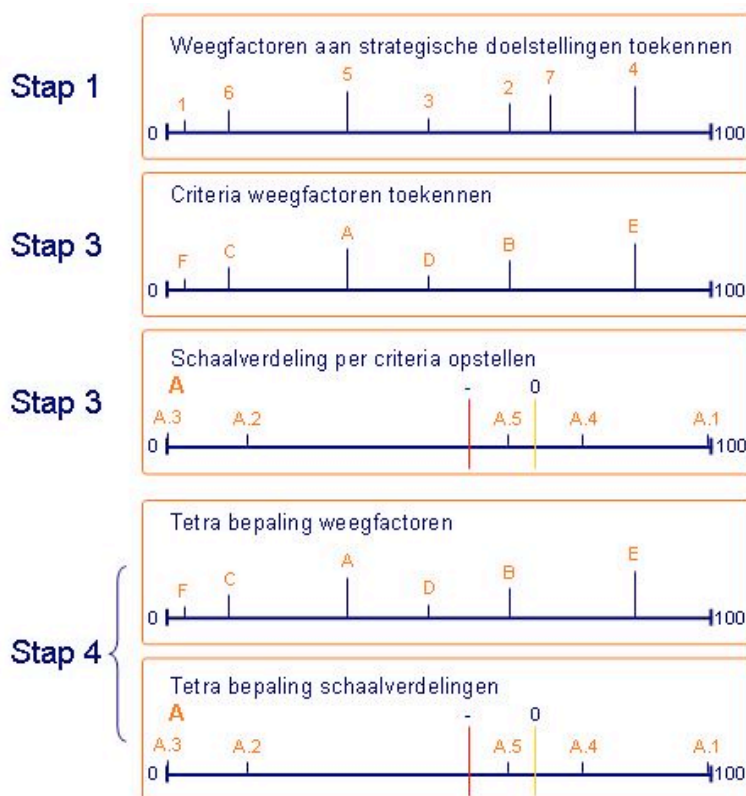 Weegfactoren aan strategische doelstellingen toekennen
Stap 1
1 6 5 3 2 7 4
0 100
Criteria weegfactoren toekennen
Stap 3
F C A D B E
0 100
Schaalverdeling per criteria opstellen
Stap 3
A - 0
A.3 A.2 A.5 A.4 A.1
0 100
Tetra bepaling weegfactoren
F C A D B E
0 100
Stap 4
Tetra bepaling schaalverdelingen
A - 0
A.3 A.2 A.5 A.4 A.1
0 100